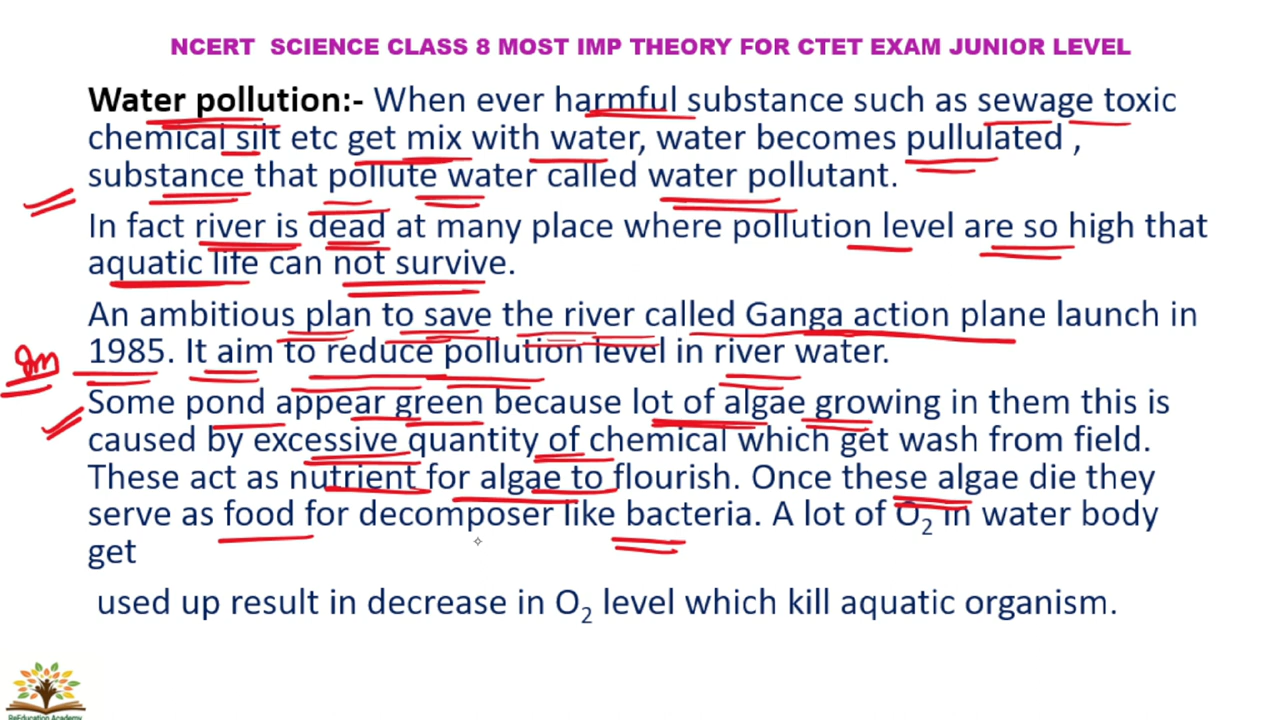 NCERT SCIENCE CLASS 8 MOST IMP THEORY FOR CTET EXAM JUNIOR LEVEL
Water pollution:- When ever harmful substance such as sewage toxic
chemical silt etc get mix with water, water becomes pullulated ,
substance that pollute water called water pollutant.
In fact river is dead at many place where pollution level are so high that
aquatic life can not survive.
An ambitious plan to save the river called Ganga action plane launch in
1985. It aim to reduce pollution level in river water.
Some pond appear green because lot of algae growing in them this is
caused by excessive quantity of chemical which get wash from field.
These act as nutrient for algae to flourish. Once these algae die they
serve as food for decomposer like bacteria. A lot of O₂ in water body
get
used up result in decrease in O₂ level which kill aquatic organism.